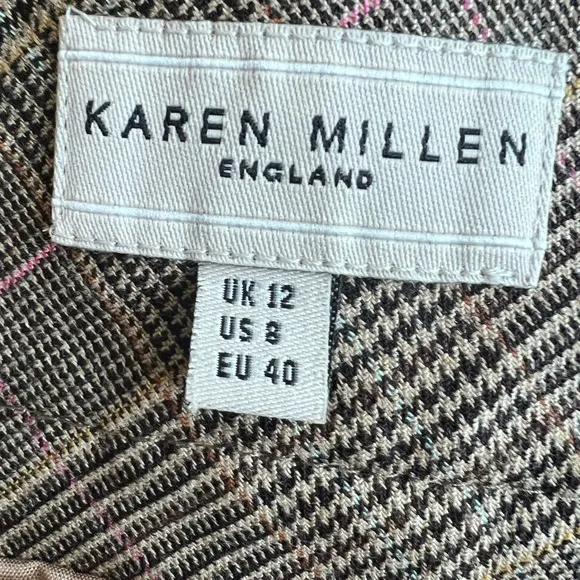 KAREN MILLEN
ENGLAND
UK 12
US 8
EU 40